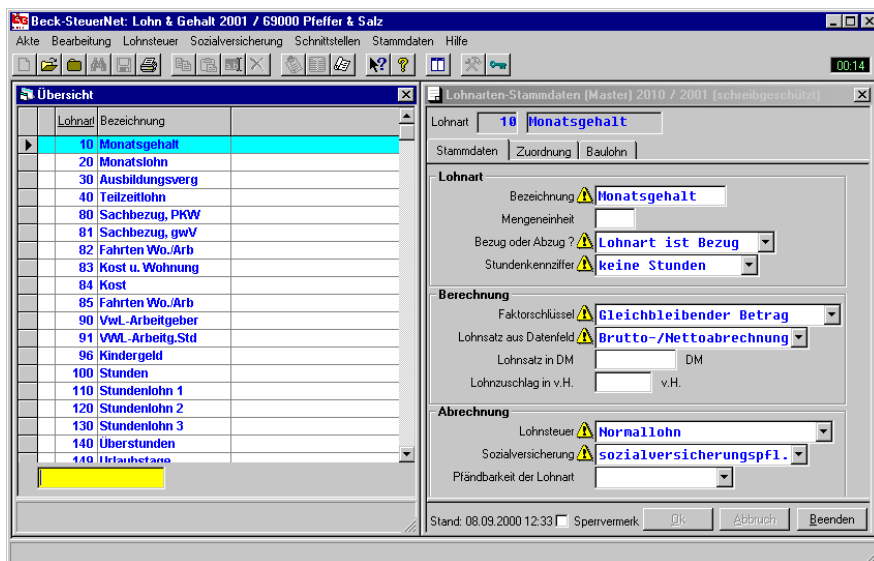 Beck-SteuerNet: Lohn & Gehalt 2001 / 69000 Pfeffer & Salz
Akte Bearbeitung Lohnsteuer Sozialversicherung Schnittstellen Stammdaten Hilfe
00:14
Übersicht
Lohnart Bezeichnung
10 Monatsgehalt
20 Monatslohn
30 Ausbildungsverg
40 Teilzeitlohn
80 Sachbezug, PKW
81 Sachbezug, gwV
82 Fahrten Wo./Arb
83 Kost u. Wohnung
84 Kost
85 Fahrten Wo./Arb
90 VwL-Arbeitgeber
91 VWL-Arbeitg.Std
96 Kindergeld
100 Stunden
110 Stundenlohn 1
120 Stundenlohn 2
130 Stundenlohn 3
140 Überstunden
149 Urlaubstage
Lohnarten-Stammdaten (Master) 2010 / 2001 (schreibgeschützt)
Lohnart 10 Monatsgehalt
Stammdaten Zuordnung Baulohn
Lohnart
Bezeichnung Monatsgehalt
Mengeneinheit
Bezug oder Abzug ? Lohnart ist Bezug
Stundenkennziffer keine Stunden
Berechnung
Faktorschlüssel Gleichbleibender Betrag
Lohnsatz aus Datenfeld Brutto-/Nettoabrechnung
Lohnsatz in DM DM
Lohnzuschlag in v.H. v.H.
Abrechnung
Lohnsteuer Normallohn
Sozialversicherung sozialversicherungspfl.
Pfändbarkeit der Lohnart
Stand: 08.09.2000 12:33 Sperrvermerk Ok Abbruch Beenden